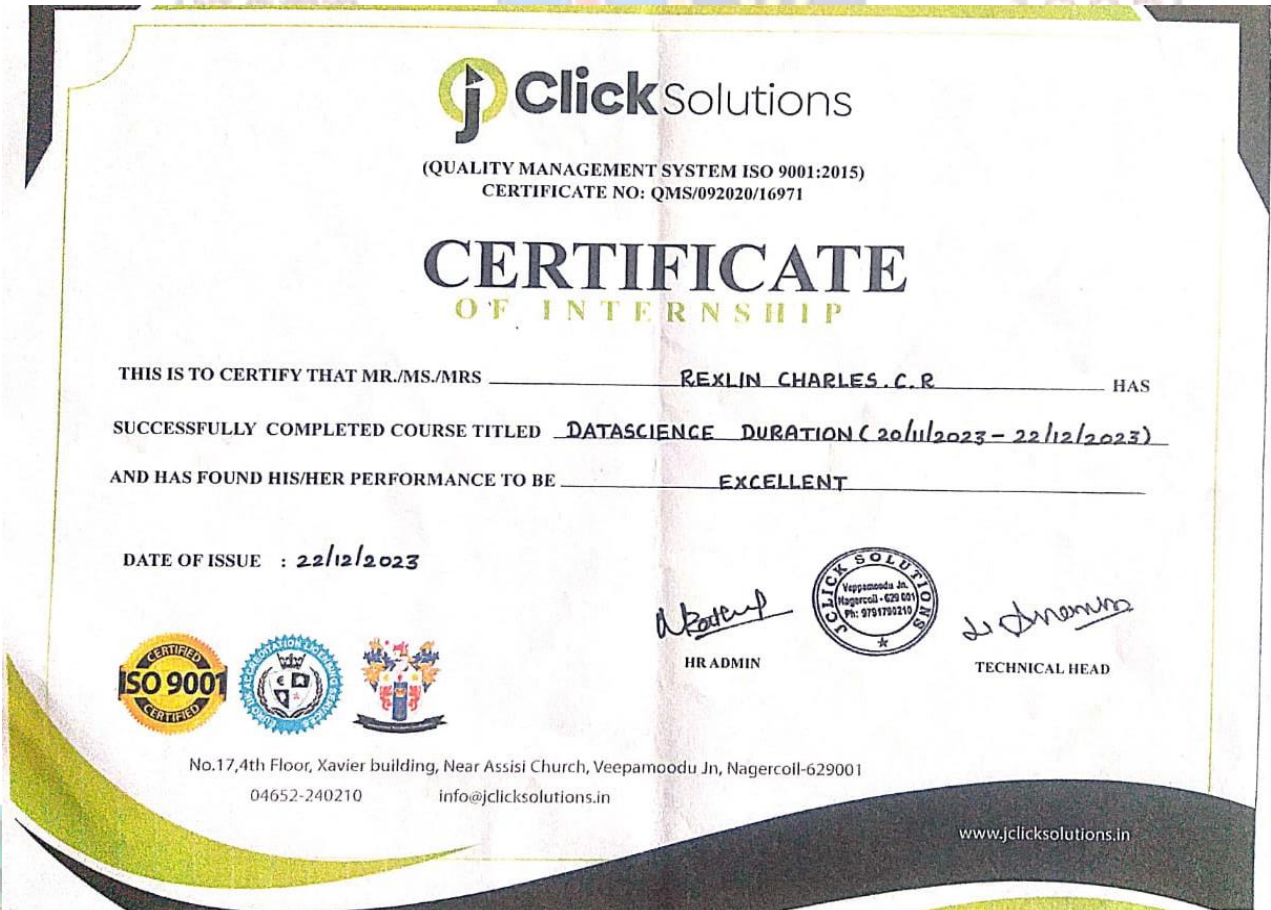 jClick Solutions
(QUALITY MANAGEMENT SYSTEM ISO 9001:2015)
CERTIFICATE NO: QMS/092020/16971
CERTIFICATE
OF INTERNSHIP
THIS IS TO CERTIFY THAT MR./MS./MRS REXLIN CHARLES.C.R HAS
SUCCESSFULLY COMPLETED COURSE TITLED DATASCIENCE DURATION (20/11/2023 - 22/12/2023)
AND HAS FOUND HIS/HER PERFORMANCE TO BE EXCELLENT
DATE OF ISSUE : 22/12/2023
JCLICK SOLUTIONS
Veppamoodu Jn.
Nagercoil - 629 001
Ph: 9791790210
HR ADMIN
TECHNICAL HEAD
CERTIFIED
ISO 9001
CERTIFIED
No.17,4th Floor, Xavier building, Near Assisi Church, Veepamoodu Jn, Nagercoil-629001
04652-240210 info@jclicksolutions.in
www.jclicksolutions.in